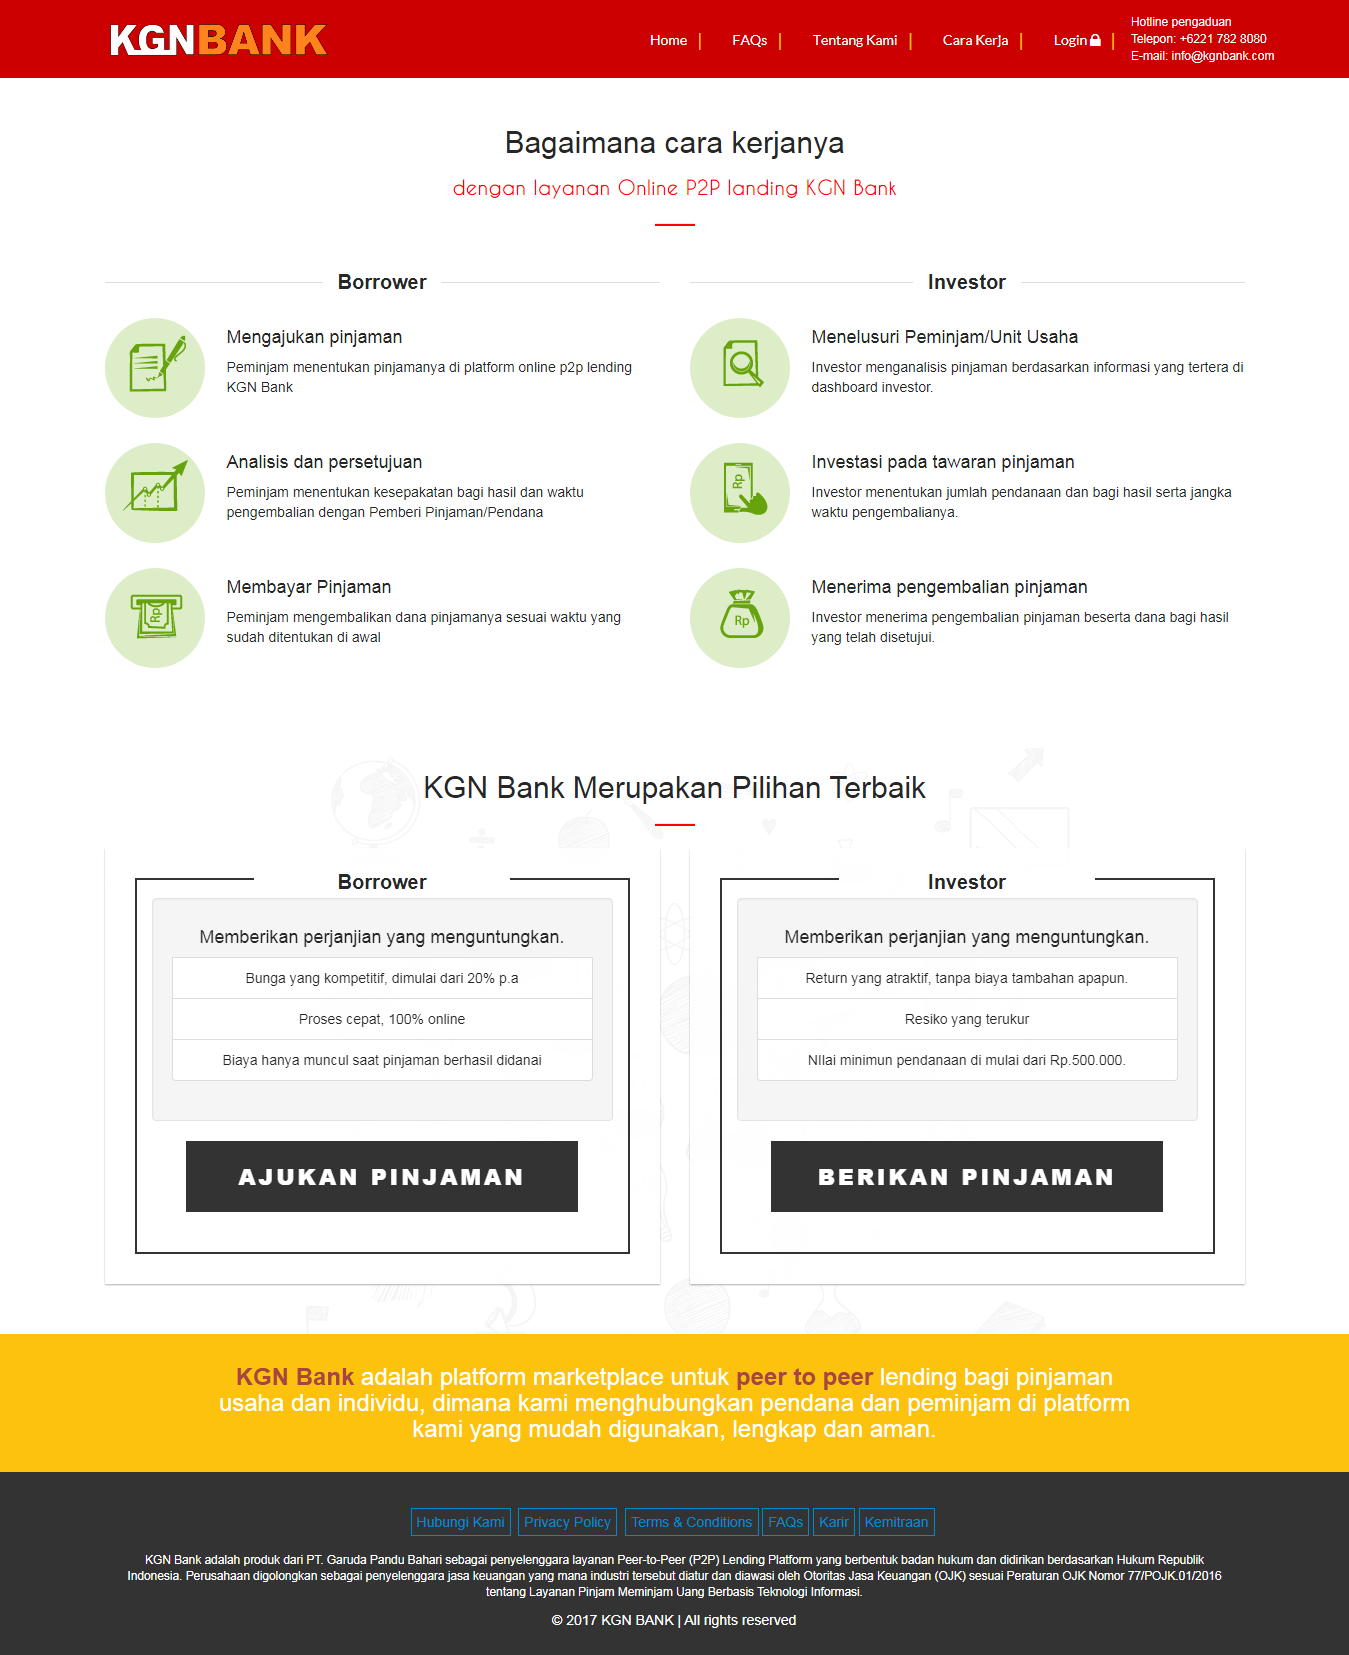 KGNBANK
Home | FAQs | Tentang Kami | Cara Kerja | Login |
Hotline pengaduan
Telepon: +6221 782 8080
E-mail: info@kgnbank.com
Bagaimana cara kerjanya
dengan layanan Online P2P landing KGN Bank
Borrower
Mengajukan pinjaman
Peminjam menentukan pinjamanya di platform online p2p lending
KGN Bank
Analisis dan persetujuan
Peminjam menentukan kesepakatan bagi hasil dan waktu
pengembalian dengan Pemberi Pinjaman/Pendana
Rp
Membayar Pinjaman
Peminjam mengembalikan dana pinjamanya sesuai waktu yang
sudah ditentukan di awal
Investor
Menelusuri Peminjam/Unit Usaha
Investor menganalisis pinjaman berdasarkan informasi yang tertera di
dashboard investor.
Rp
Investasi pada tawaran pinjaman
Investor menentukan jumlah pendanaan dan bagi hasil serta jangka
waktu pengembalianya.
Rp
Menerima pengembalian pinjaman
Investor menerima pengembalian pinjaman beserta dana bagi hasil
yang telah disetujui.
KGN Bank Merupakan Pilihan Terbaik
Borrower
Memberikan perjanjian yang menguntungkan.
Bunga yang kompetitif, dimulai dari 20% p.a
Proses cepat, 100% online
Biaya hanya muncul saat pinjaman berhasil didanai
AJUKAN PINJAMAN
Investor
Memberikan perjanjian yang menguntungkan.
Return yang atraktif, tanpa biaya tambahan apapun.
Resiko yang terukur
NIlai minimun pendanaan di mulai dari Rp.500.000.
BERIKAN PINJAMAN
KGN Bank adalah platform marketplace untuk peer to peer lending bagi pinjaman
usaha dan individu, dimana kami menghubungkan pendana dan peminjam di platform
kami yang mudah digunakan, lengkap dan aman.
Hubungi Kami Privacy Policy Terms & Conditions FAQs Karir Kemitraan
KGN Bank adalah produk dari PT. Garuda Pandu Bahari sebagai penyelenggara layanan Peer-to-Peer (P2P) Lending Platform yang berbentuk badan hukum dan didirikan berdasarkan Hukum Republik
Indonesia. Perusahaan digolongkan sebagai penyelenggara jasa keuangan yang mana industri tersebut diatur dan diawasi oleh Otoritas Jasa Keuangan (OJK) sesuai Peraturan OJK Nomor 77/POJK.01/2016
tentang Layanan Pinjam Meminjam Uang Berbasis Teknologi Informasi.
© 2017 KGN BANK | All rights reserved